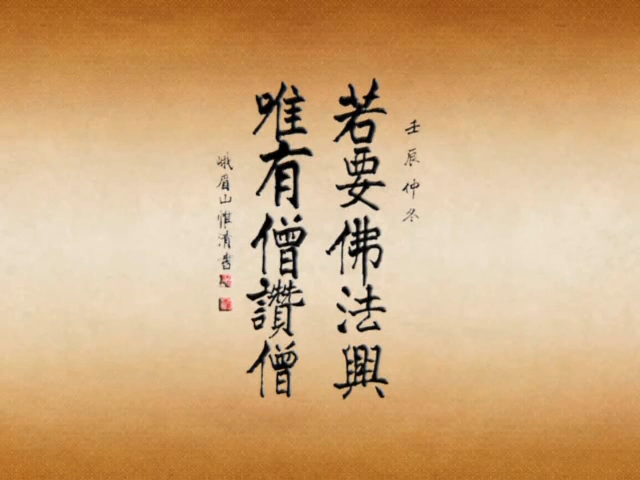 壬辰仲冬
若要佛法興
唯有僧讚僧
峨眉山惟清書